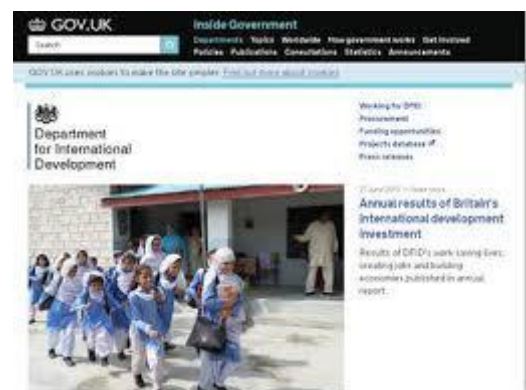 GOV.UK
Search
Inside Government
Departments Topics Worldwide How government works Get involved
Policies Publications Consultations Statistics Announcements
GOV.UK uses cookies to make the site simpler. Find out more about cookies
Department
for International
Development
Working for DFID
Procurement
Funding opportunities
Projects database
Press releases
Annual results of Britain's
international development
investment
Results of DFID's work saving lives,
creating jobs and building
economies published in annual
report.